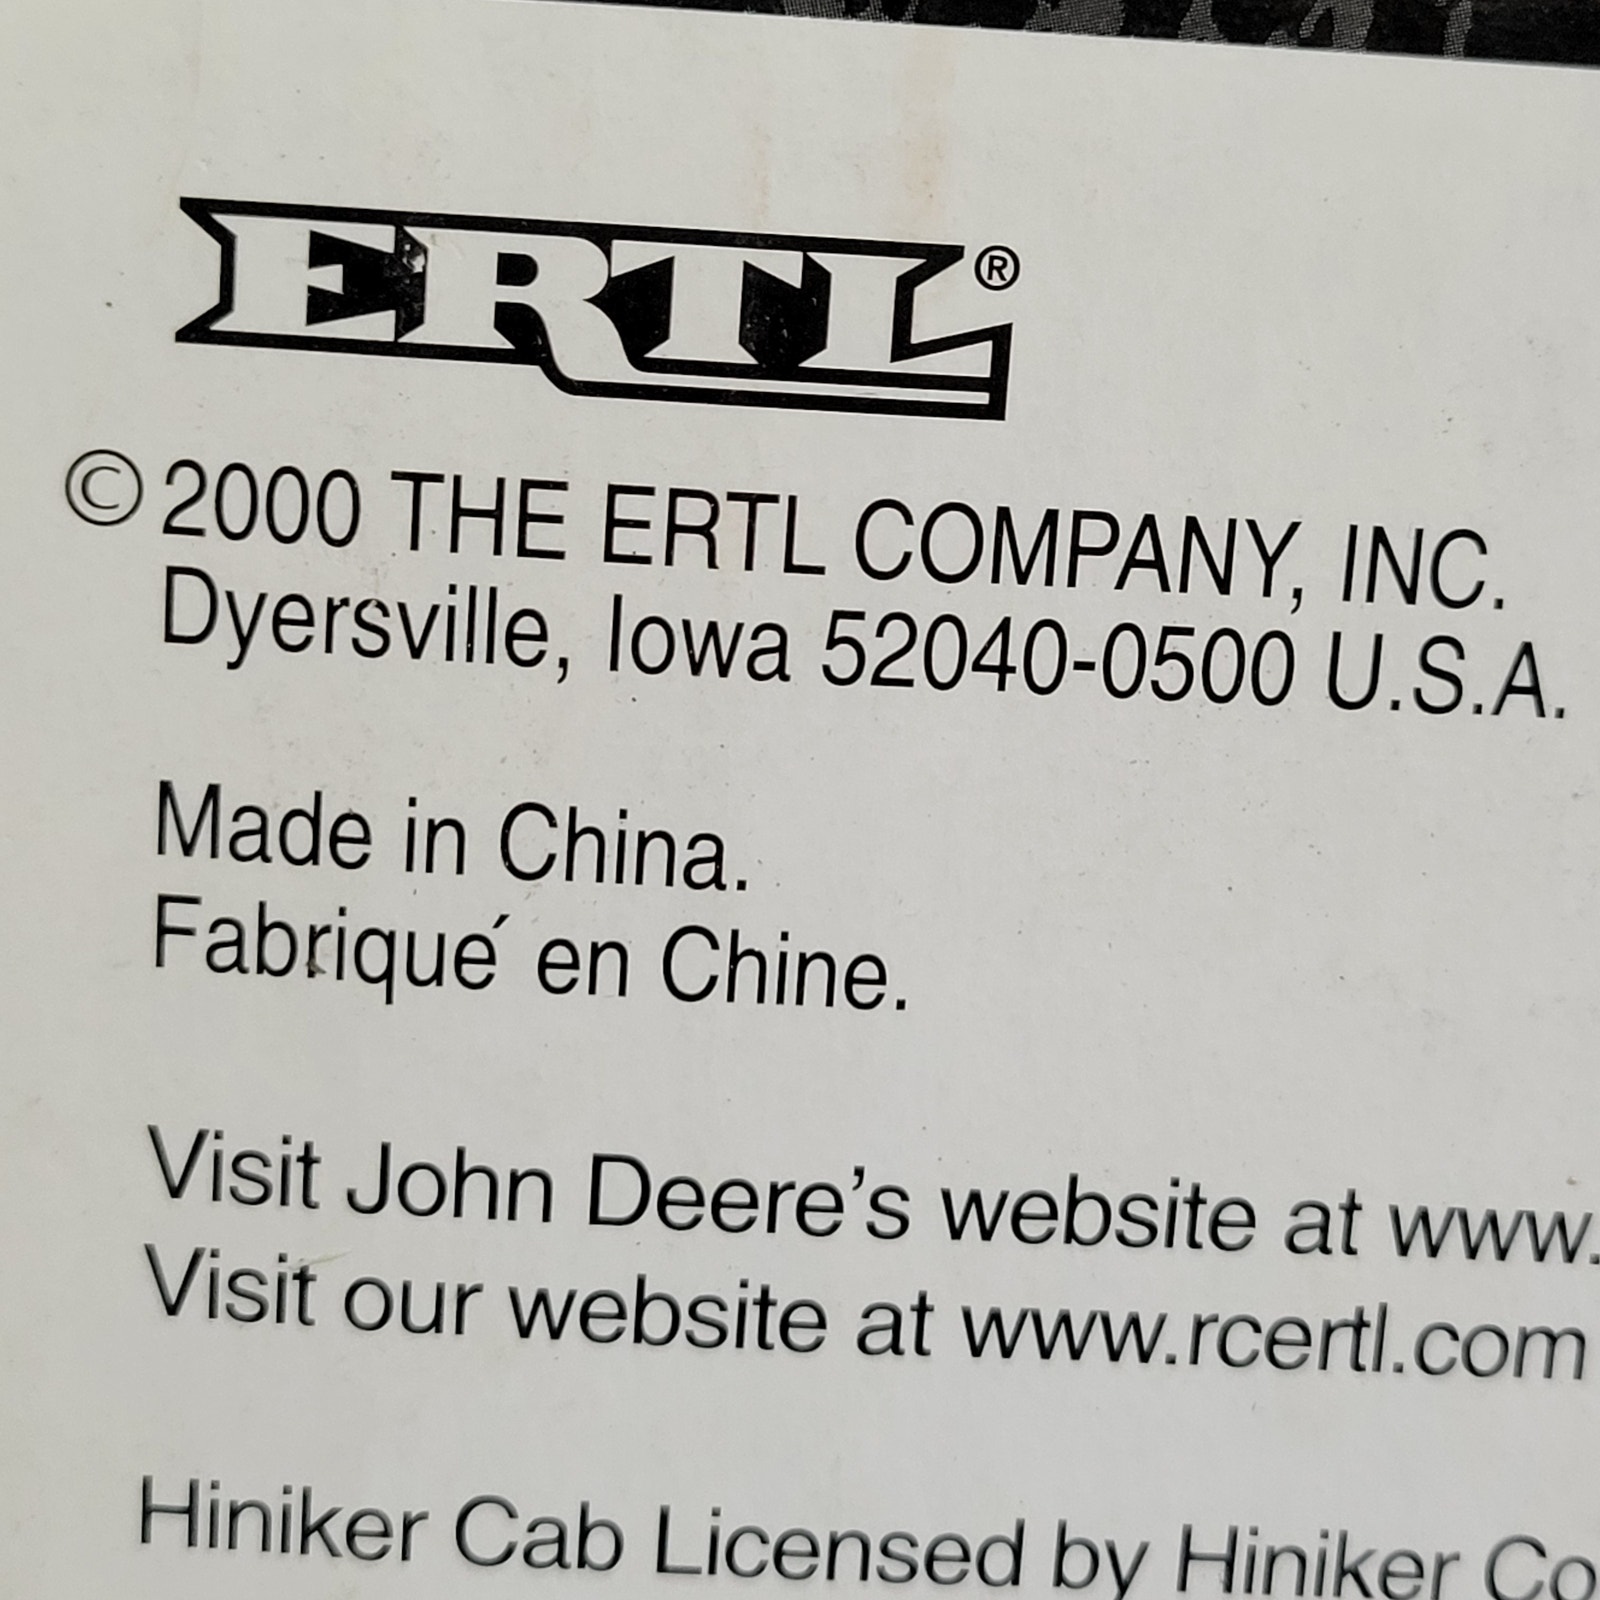 ERTL®
© 2000 THE ERTL COMPANY, INC.
Dyersville, Iowa 52040-0500 U.S.A.
Made in China.
Fabriqué en Chine.
Visit John Deere’s website at www.
Visit our website at www.rcertl.com
Hiniker Cab Licensed by Hiniker Co